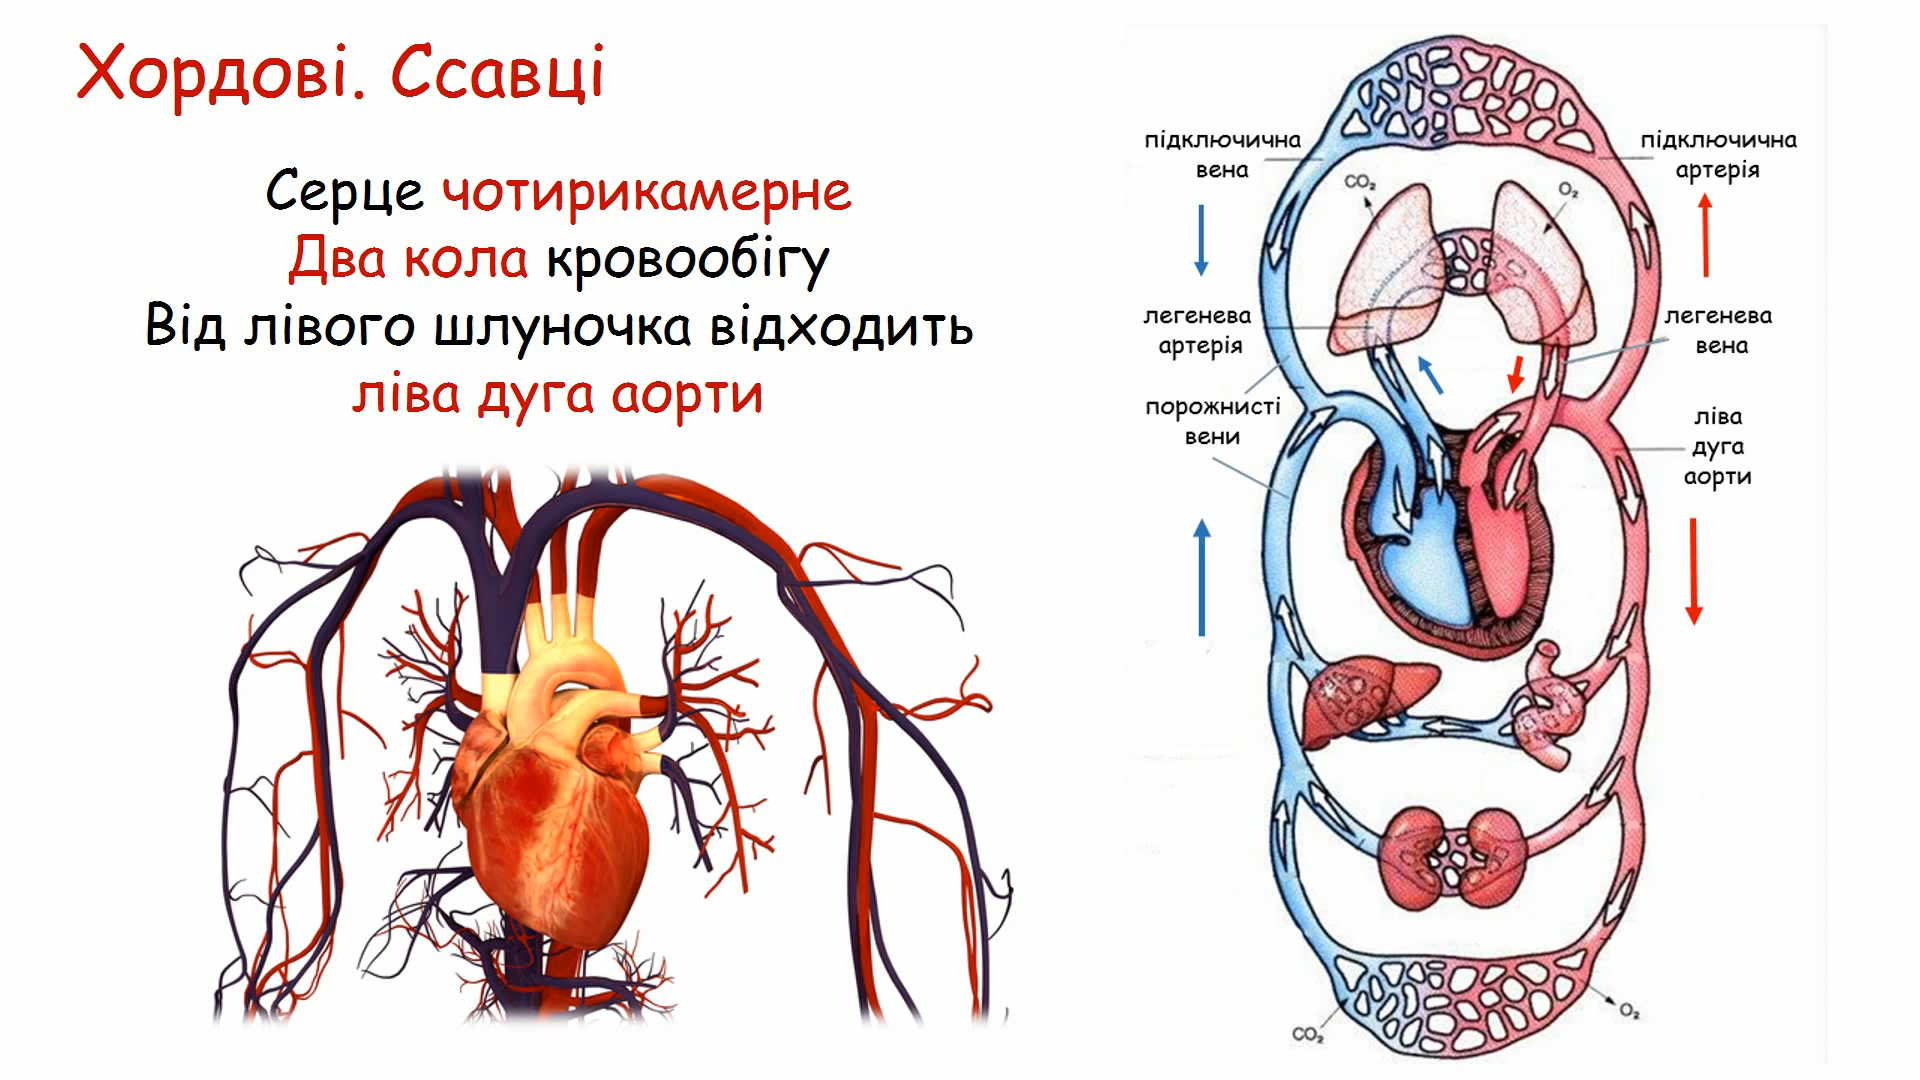 Хордові. Ссавці
Серце чотирикамерне
Два кола кровообігу
Від лівого шлуночка відходить
ліва дуга аорти
підключична
вена
підключична
артерія
CO₂
O₂
легенева
артерія
легенева
вена
порожнисті
вени
ліва
дуга
аорти
CO₂
O₂